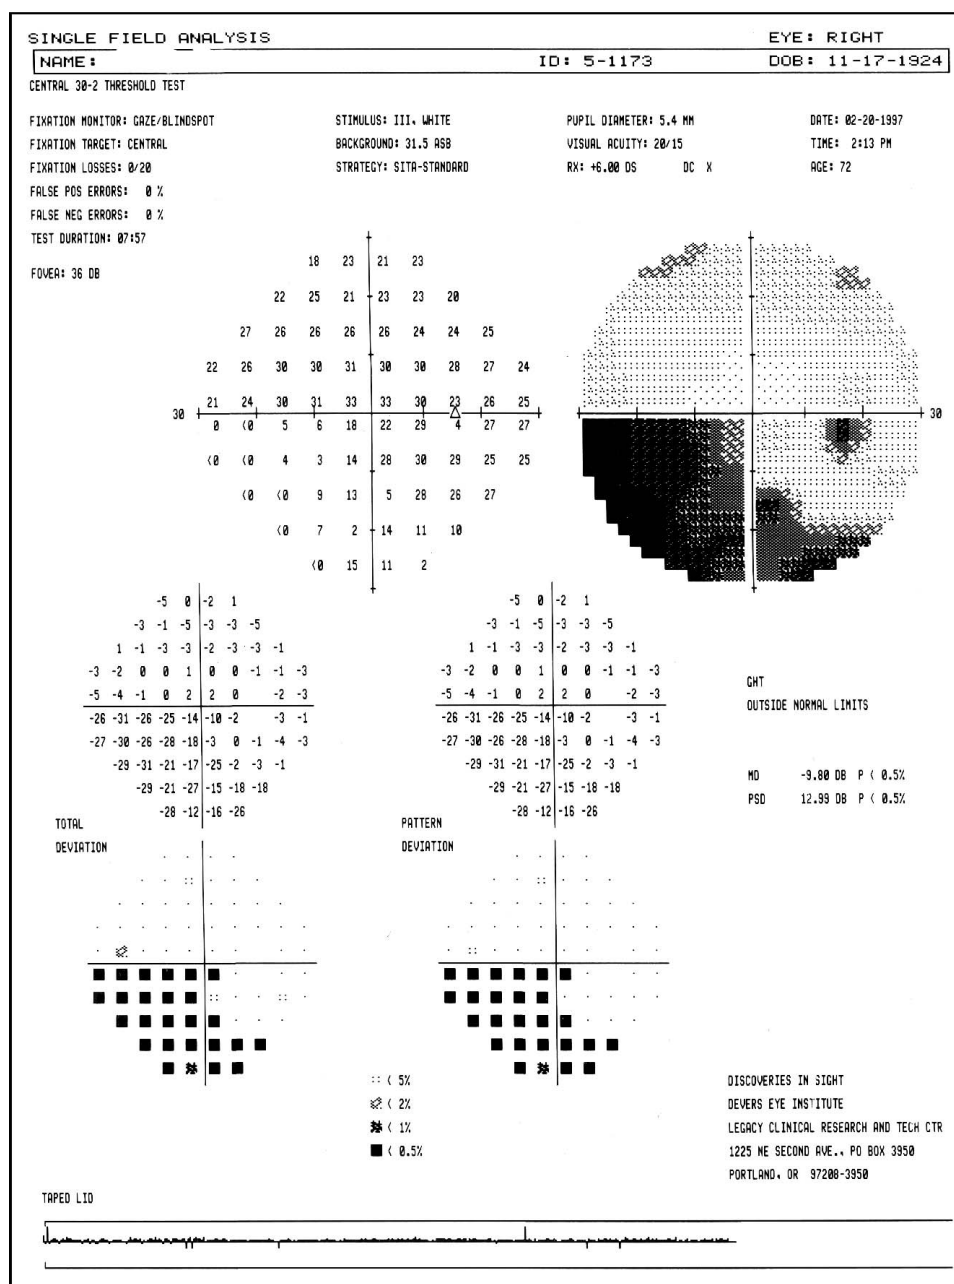 SINGLE FIELD ANALYSIS EYE: RIGHT
NAME: ID: 5-1173 DOB: 11-17-1924
CENTRAL 30-2 THRESHOLD TEST
FIXATION MONITOR: GAZE/BLINDSPOT STIMULUS: III, WHITE PUPIL DIAMETER: 5.4 MM DATE: 02-20-1997
FIXATION TARGET: CENTRAL BACKGROUND: 31.5 ASB VISUAL ACUITY: 20/15 TIME: 2:13 PM
FIXATION LOSSES: 0/20 STRATEGY: SITA-STANDARD RX: +6.00 DS DC X AGE: 72
FALSE POS ERRORS: 0 %
FALSE NEG ERRORS: 0 %
TEST DURATION: 07:57
FOVEA: 36 DB
18 23 21 23
22 25 21 23 23 20
27 26 26 26 26 24 24 25
22 26 30 30 31 30 30 28 27 24
21 24 30 31 33 33 30 23 26 25
30 30
0 <0 5 6 18 22 29 4 27 27
<0 <0 4 3 14 28 30 29 25 25
<0 <0 9 13 5 28 26 27
<0 7 2 14 11 10
<0 15 11 2
-5 0 -2 1 -5 0 -2 1
-3 -1 -5 -3 -3 -5 -3 -1 -5 -3 -3 -5
1 -1 -3 -3 -2 -3 -3 -1 1 -1 -3 -3 -2 -3 -3 -1
-3 -2 0 0 1 0 0 -1 -1 -3 -3 -2 0 0 1 0 0 -1 -1 -3
-5 -4 -1 0 2 2 0 -2 -3 -5 -4 -1 0 2 2 0 -2 -3
-26 -31 -26 -25 -14 -10 -2 -3 -1 -26 -31 -26 -25 -14 -10 -2 -3 -1
-27 -30 -26 -28 -18 -3 0 -1 -4 -3 -27 -30 -26 -28 -18 -3 0 -1 -4 -3
-29 -31 -21 -17 -25 -2 -3 -1 -29 -31 -21 -17 -25 -2 -3 -1
-29 -21 -27 -15 -18 -18 -29 -21 -27 -15 -18 -18
-28 -12 -16 -26 -28 -12 -16 -26
GHT
OUTSIDE NORMAL LIMITS
MD -9.80 DB P < 0.5%
PSD 12.99 DB P < 0.5%
TOTAL
DEVIATION
PATTERN
DEVIATION
< 5%
< 2%
< 1%
< 0.5%
DISCOVERIES IN SIGHT
DEVERS EYE INSTITUTE
LEGACY CLINICAL RESEARCH AND TECH CTR
1225 NE SECOND AVE., PO BOX 3950
PORTLAND, OR 97208-3950
TAPED LID